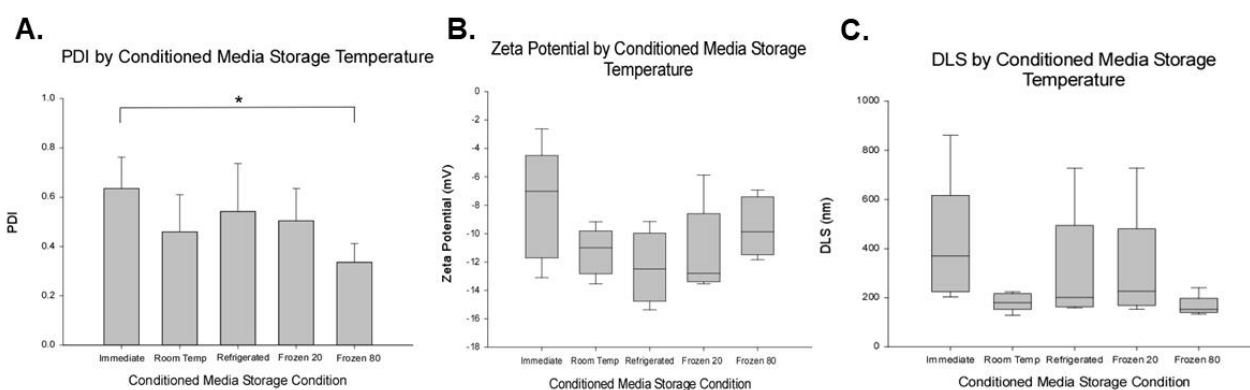 A.
PDI by Conditioned Media Storage Temperature
*
1.0
0.8
0.6
0.4
0.2
0.0
PDI
Immediate Room Temp Refrigerated Frozen 20 Frozen 80
Conditioned Media Storage Condition
B.
Zeta Potential by Conditioned Media Storage
Temperature
-0
-2
-4
-6
-8
-10
-12
-14
-16
-18
Zeta Potential (mV)
Immediate Room Temp Refrigerated Frozen 20 Frozen 80
Conditioned Media Storage Condition
C.
DLS by Conditioned Media Storage
Temperature
1000
800
600
400
200
0
DLS (nm)
Immediate Room Temp Refrigerated Frozen 20 Frozen 80
Conditioned Media Storage Condition